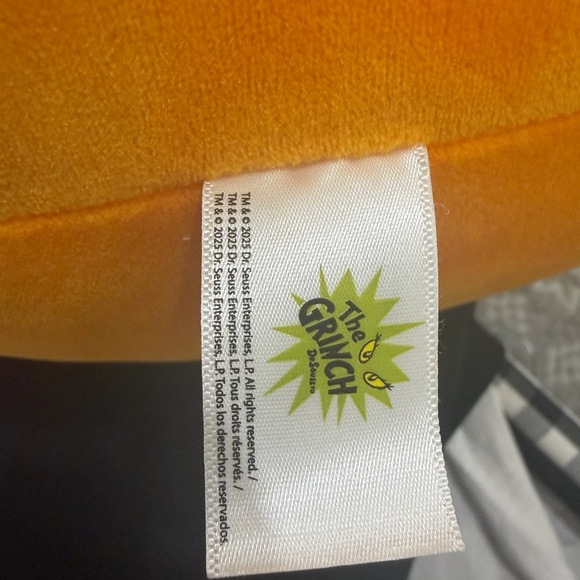 The
GRINCH
Dr. Seuss
TM & © 2025 Dr. Seuss Enterprises, L.P. All rights reserved. /
TM & © 2025 Dr. Seuss Enterprises, L.P. Tous droits réservés. /
TM & © 2025 Dr. Seuss Enterprises, L.P. Todos los derechos reservados.